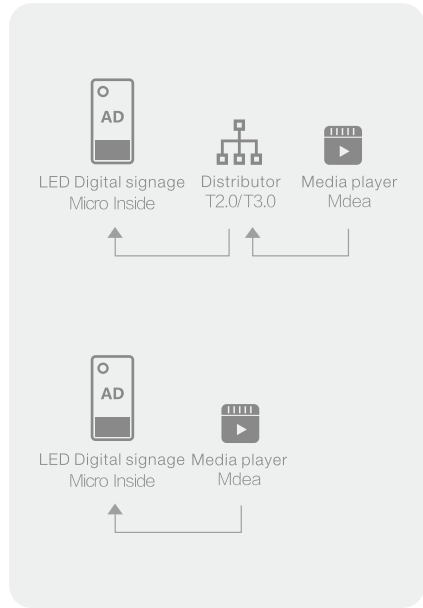 AD
LED Digital signage
Micro Inside
Distributor
T2.0/T3.0
Media player
Mdea
AD
LED Digital signage
Micro Inside
Media player
Mdea